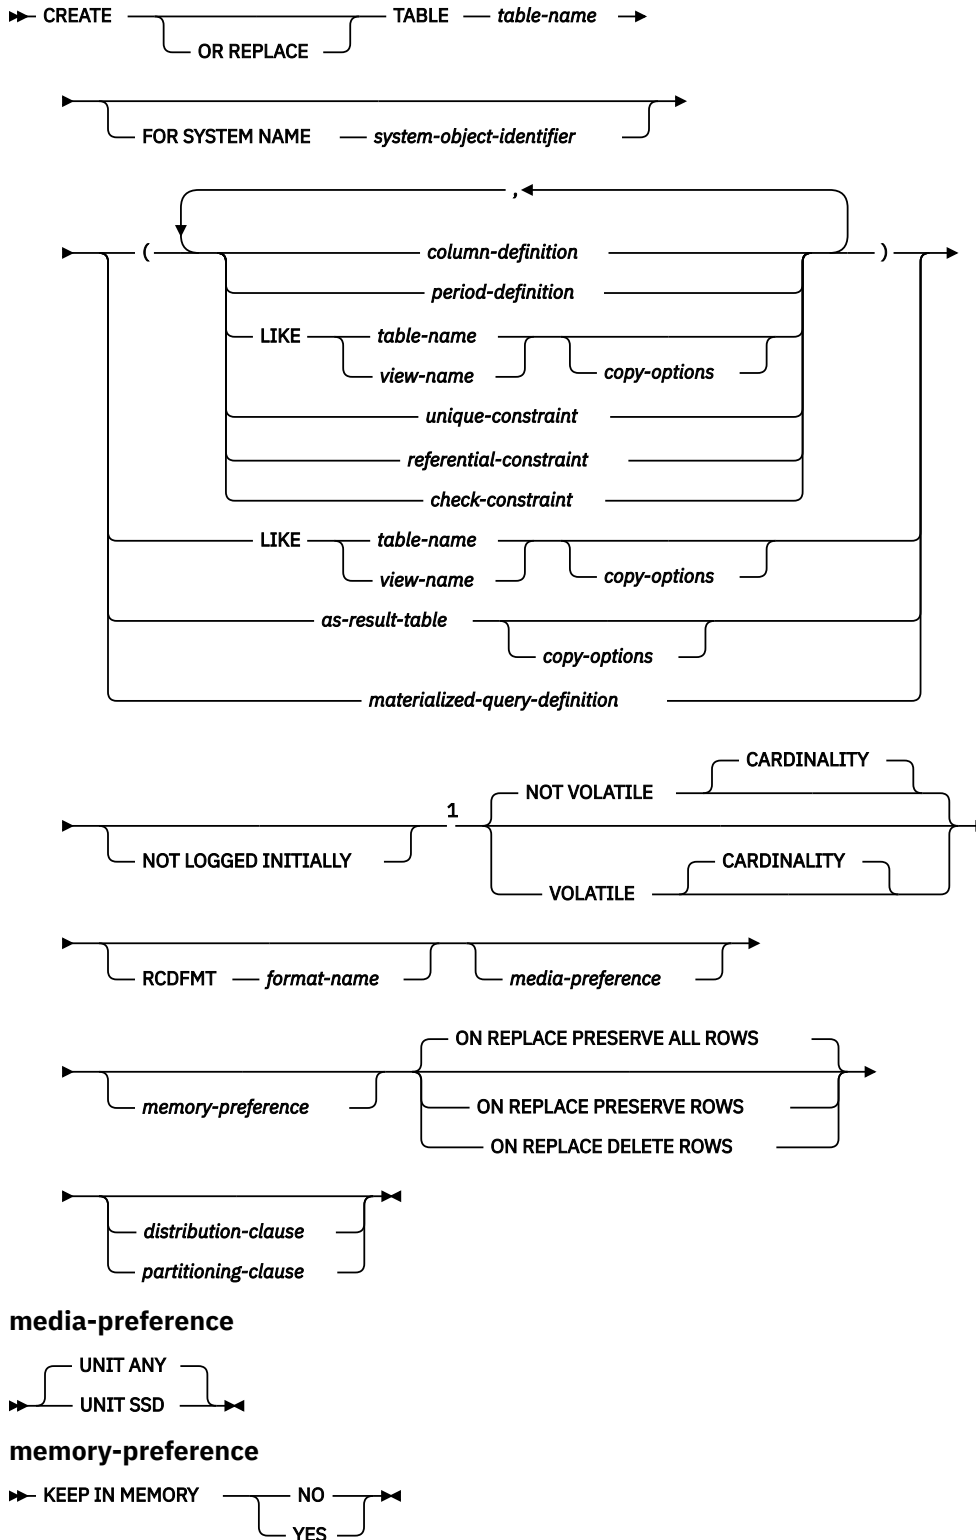 CREATE TABLE table-name
OR REPLACE
FOR SYSTEM NAME system-object-identifier
,
( column-definition )
period-definition
LIKE table-name
view-name copy-options
unique-constraint
referential-constraint
check-constraint
LIKE table-name
view-name copy-options
as-result-table
copy-options
materialized-query-definition
CARDINALITY
NOT VOLATILE
1
NOT LOGGED INITIALLY CARDINALITY
VOLATILE
RCDFMT format-name media-preference
ON REPLACE PRESERVE ALL ROWS
memory-preference ON REPLACE PRESERVE ROWS
ON REPLACE DELETE ROWS
distribution-clause
partitioning-clause
media-preference
UNIT ANY
UNIT SSD
memory-preference
KEEP IN MEMORY NO
YES